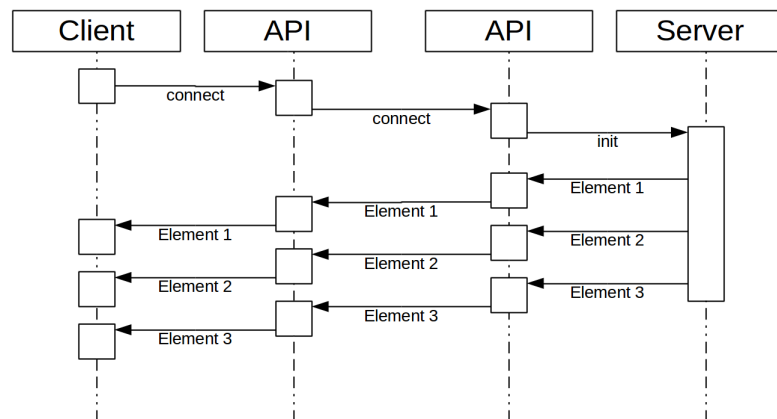 Client
API
API
Server
connect
connect
init
Element 1
Element 1
Element 1
Element 2
Element 2
Element 2
Element 3
Element 3
Element 3